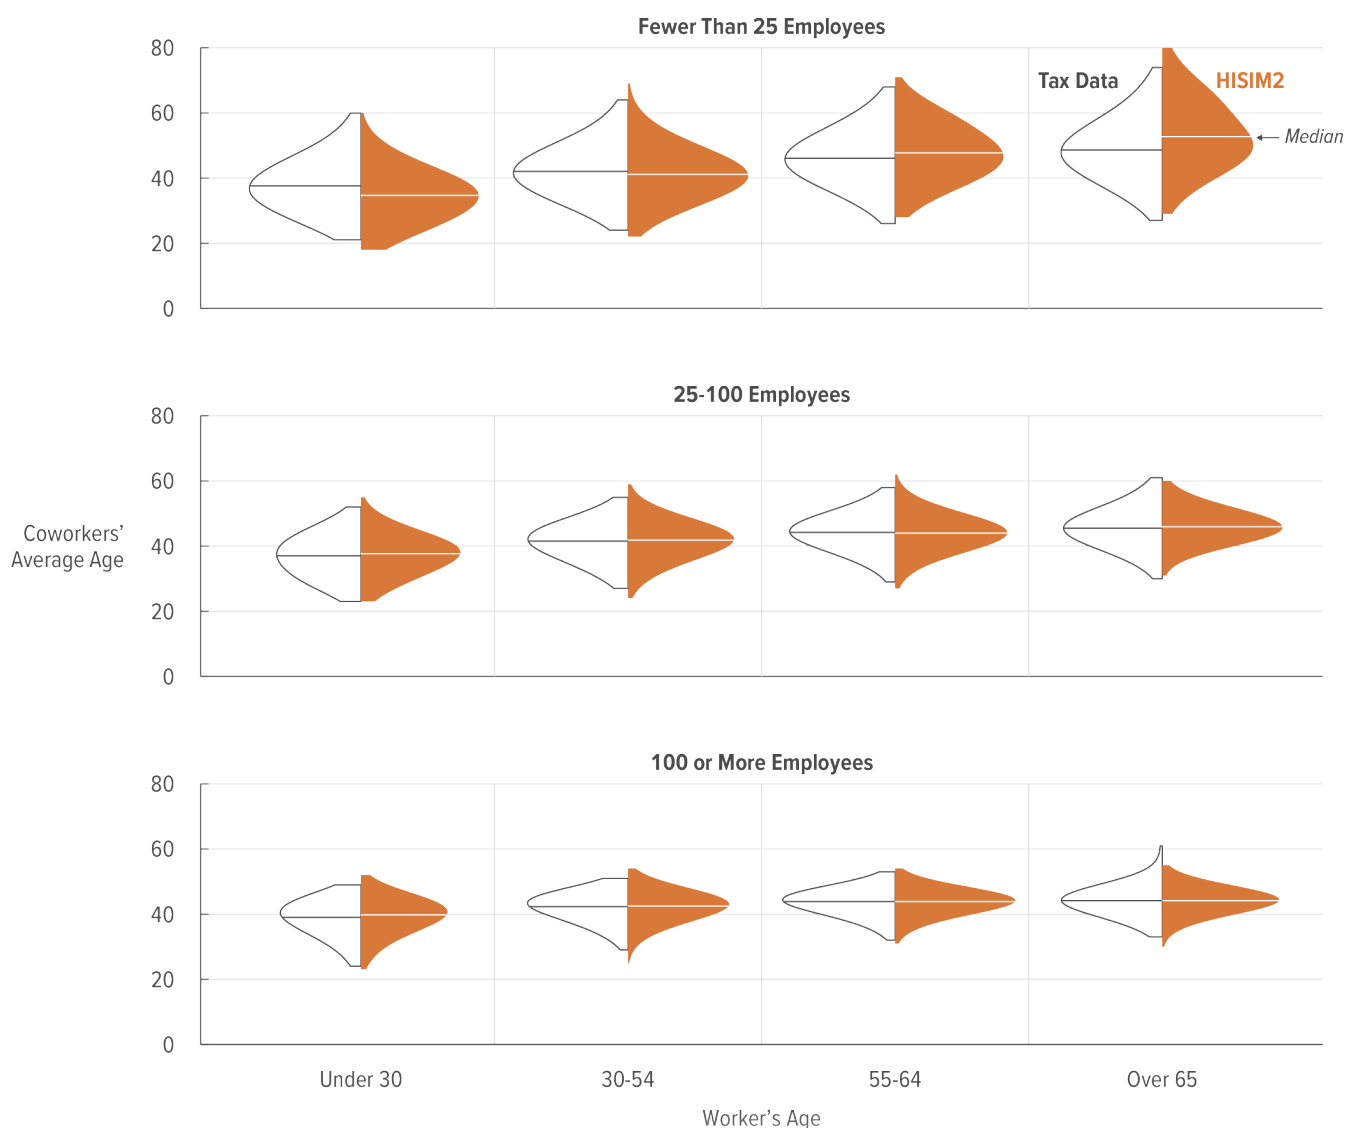 Fewer Than 25 Employees
80
60
40
20
0
Tax Data
HISIM2
Median
25-100 Employees
80
60
40
20
0
Coworkers’
Average Age
100 or More Employees
80
60
40
20
0
Under 30
30-54
55-64
Over 65
Worker’s Age